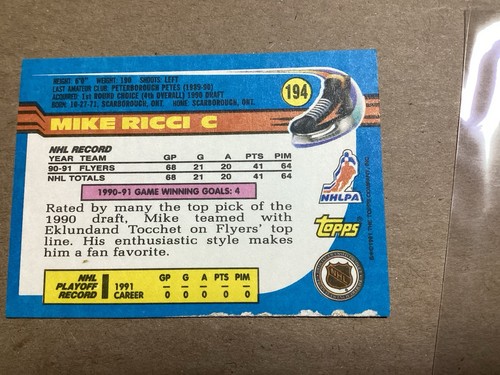 HEIGHT: 6'0" WEIGHT: 190 SHOOTS: LEFT
LAST AMATEUR CLUB: PETERBOROUGH PETES (1989-90)
ACQUIRED: 1st ROUND CHOICE (4th OVERALL) 1990 DRAFT
BORN: 10-27-71, SCARBOROUGH, ONT. HOME: SCARBOROUGH, ONT.
194
MIKE RICCI C
NHL RECORD
YEAR TEAM GP G A PTS PIM
90-91 FLYERS 68 21 20 41 64
NHL TOTALS 68 21 20 41 64
1990-91 GAME WINNING GOALS: 4
Rated by many the top pick of the
1990 draft, Mike teamed with
Eklundand Tocchet on Flyers' top
line. His enthusiastic style makes
him a fan favorite.
NHLPA
TOPPS
NHL
PLAYOFF
RECORD
GP G A PTS PIM
1991 – – – – –
CAREER 0 0 0 0 0
NHL